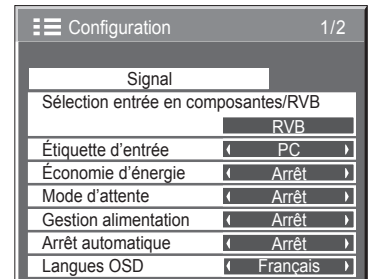 Configuration 1/2
Signal
Sélection entrée en composantes/RVB
RVB
Étiquette d’entrée PC
Économie d’énergie Arrêt
Mode d’attente Arrêt
Gestion alimentation Arrêt
Arrêt automatique Arrêt
Langues OSD Français